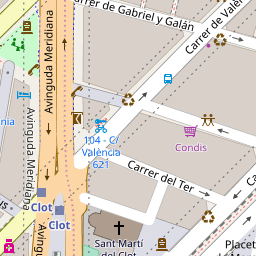 Carrer de Gabriel y Galán
Avinguda Meridiana
Carrer de Valè
104 - C/
València
621
Condis
Avinguda Meridiana
Carrer del Ter
Clot
Clot
Sant Martí
del Clot
Placet
Avingu